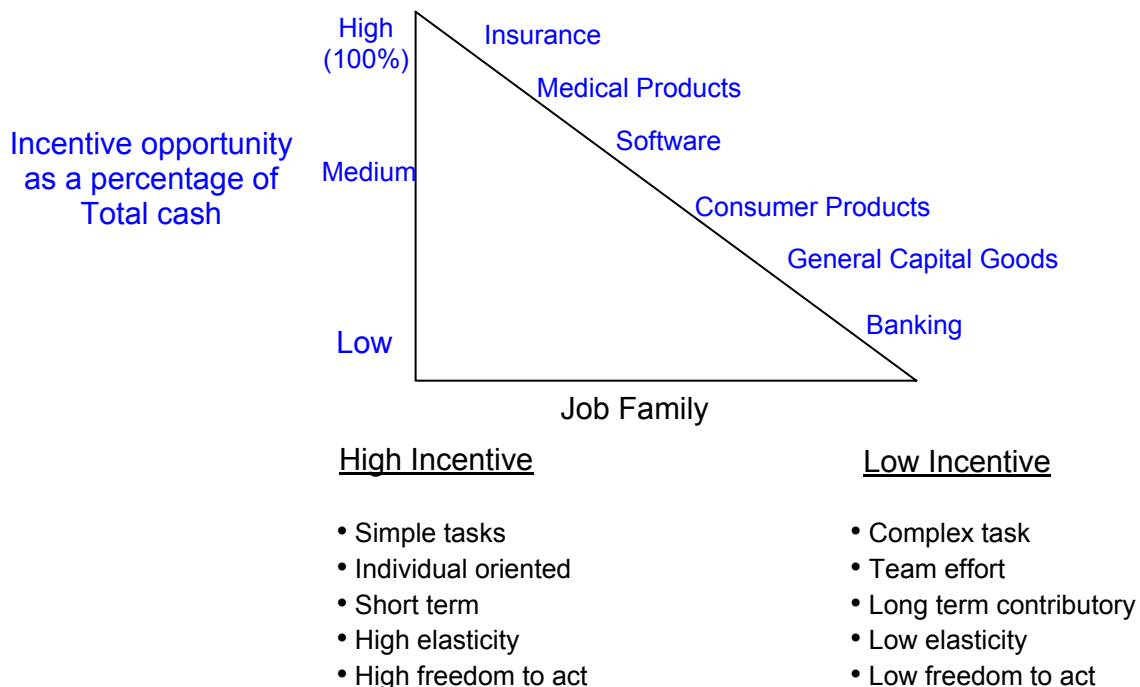 High
(100%)
Insurance
Medical Products
Incentive opportunity
as a percentage of
Total cash
Software
Medium
Consumer Products
General Capital Goods
Banking
Low
Job Family
High Incentive
• Simple tasks
• Individual oriented
• Short term
• High elasticity
• High freedom to act
Low Incentive
• Complex task
• Team effort
• Long term contributory
• Low elasticity
• Low freedom to act